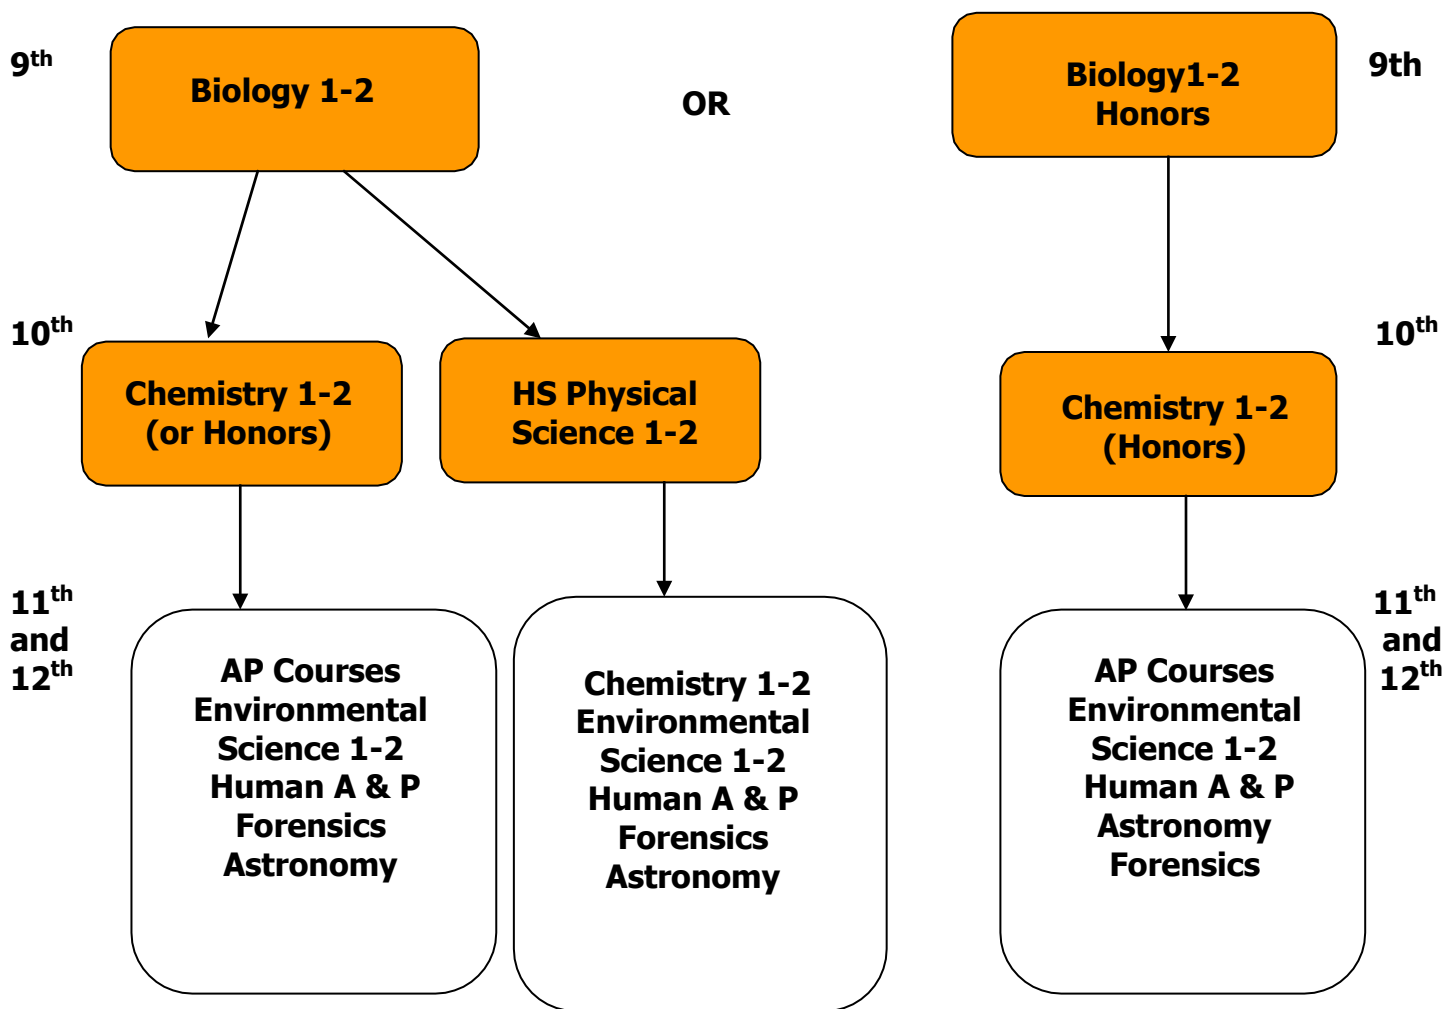 9th
Biology 1-2
OR
Biology1-2
Honors
9th
10th
Chemistry 1-2
(or Honors)
HS Physical
Science 1-2
Chemistry 1-2
(Honors)
10th
11th
and
12th
AP Courses
Environmental
Science 1-2
Human A & P
Forensics
Astronomy
Chemistry 1-2
Environmental
Science 1-2
Human A & P
Forensics
Astronomy
AP Courses
Environmental
Science 1-2
Human A & P
Astronomy
Forensics
11th
and
12th